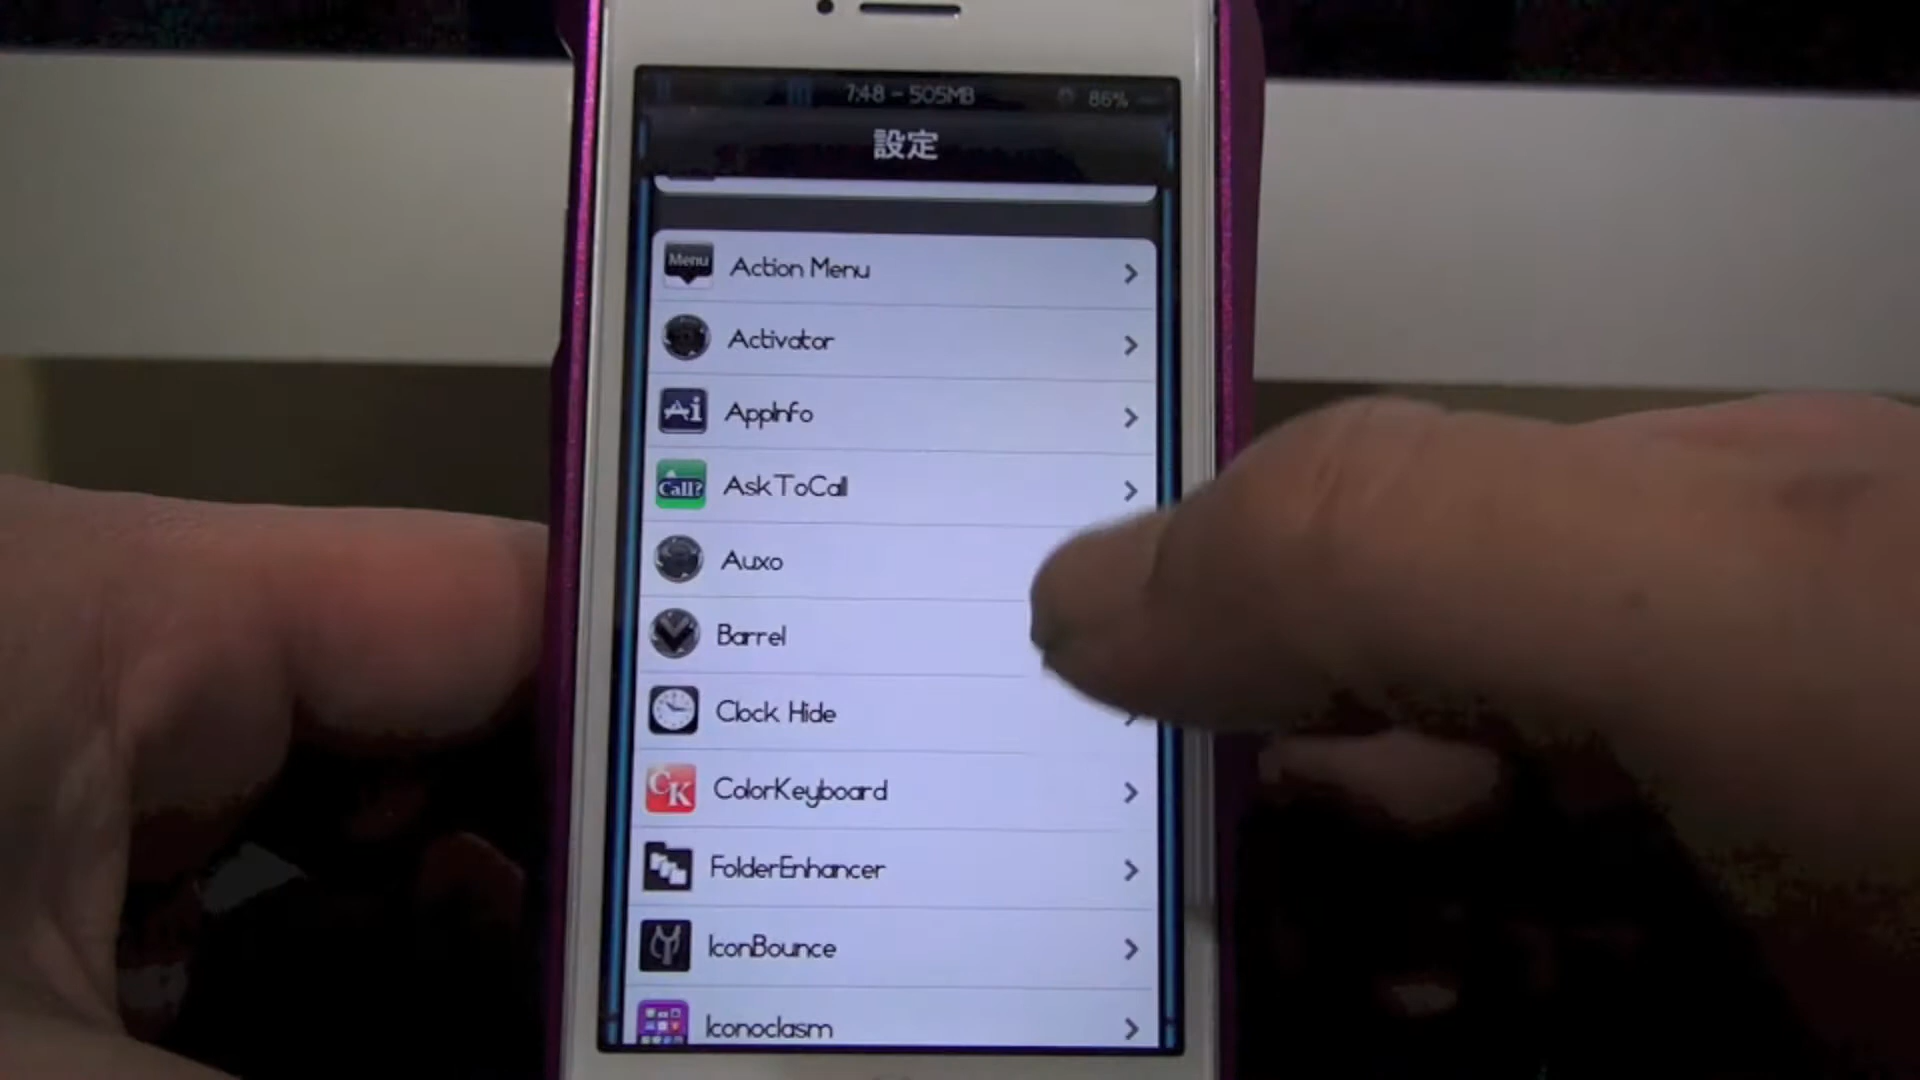 7:48 - 505MB 86%
設定
Menu Action Menu
Activator
Ai AppInfo
Call? AskToCall
Auxo
Barrel
Clock Hide
CK ColorKeyboard
FolderEnhancer
IconBounce
Iconoclasm